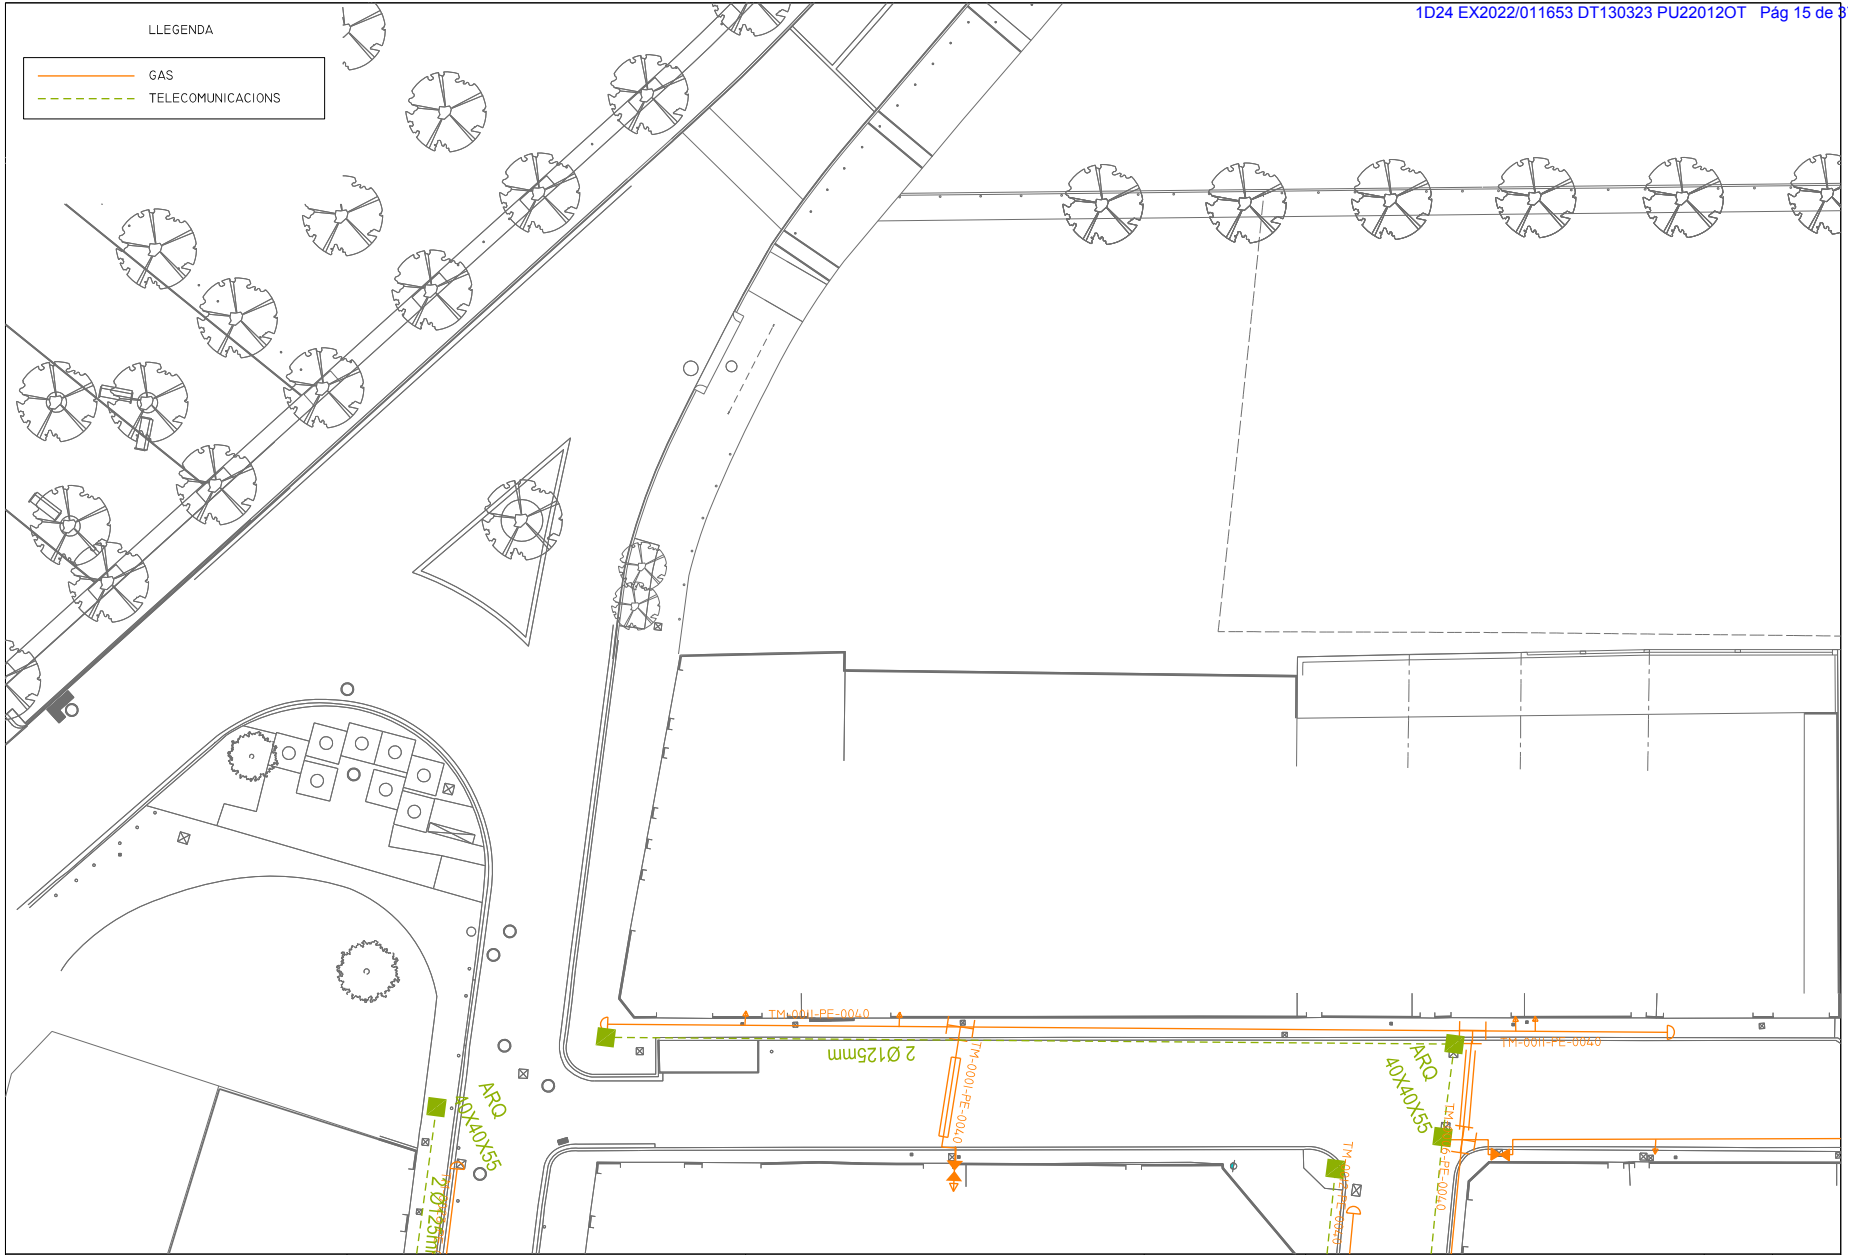 1D24 EX2022/011653 DT130323 PU22012OT Pág 15 de 3
LLEGENDA
GAS
TELECOMUNICACIONS
TM-0011-PE-0040
2 Ø125mm
TM-0001-PE-0040
TM-0011-PE-0040
ARQ
40X40X55
ARQ
40X40X55
2 Ø125mm